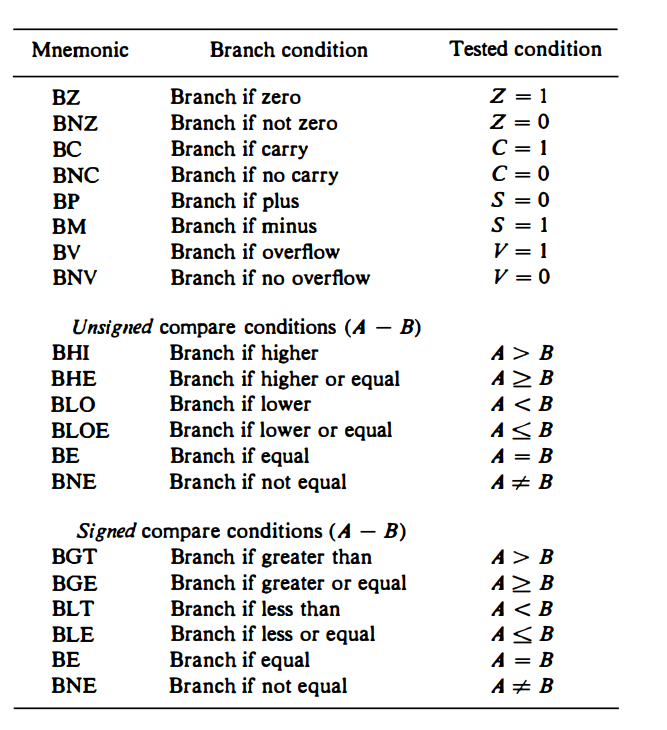 Mnemonic Branch condition Tested condition
BZ Branch if zero Z = 1
BNZ Branch if not zero Z = 0
BC Branch if carry C = 1
BNC Branch if no carry C = 0
BP Branch if plus S = 0
BM Branch if minus S = 1
BV Branch if overflow V = 1
BNV Branch if no overflow V = 0
Unsigned compare conditions (A − B)
BHI Branch if higher A > B
BHE Branch if higher or equal A ≥ B
BLO Branch if lower A < B
BLOE Branch if lower or equal A ≤ B
BE Branch if equal A = B
BNE Branch if not equal A ≠ B
Signed compare conditions (A − B)
BGT Branch if greater than A > B
BGE Branch if greater or equal A ≥ B
BLT Branch if less than A < B
BLE Branch if less or equal A ≤ B
BE Branch if equal A = B
BNE Branch if not equal A ≠ B